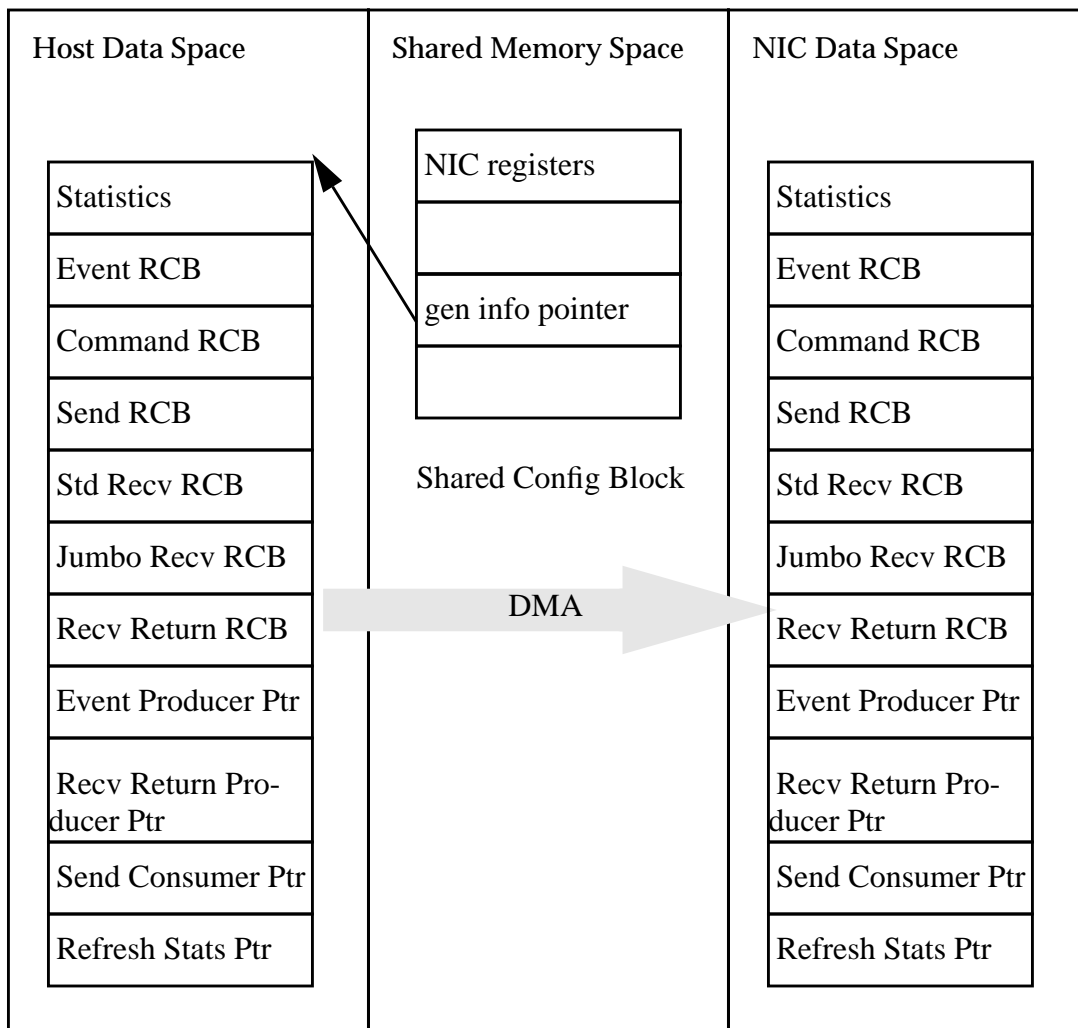 Host Data Space
Shared Memory Space
NIC Data Space
Statistics
Event RCB
Command RCB
Send RCB
Std Recv RCB
Jumbo Recv RCB
Recv Return RCB
Event Producer Ptr
Recv Return Pro-
ducer Ptr
Send Consumer Ptr
Refresh Stats Ptr
NIC registers
gen info pointer
Shared Config Block
DMA
Statistics
Event RCB
Command RCB
Send RCB
Std Recv RCB
Jumbo Recv RCB
Recv Return RCB
Event Producer Ptr
Recv Return Pro-
ducer Ptr
Send Consumer Ptr
Refresh Stats Ptr